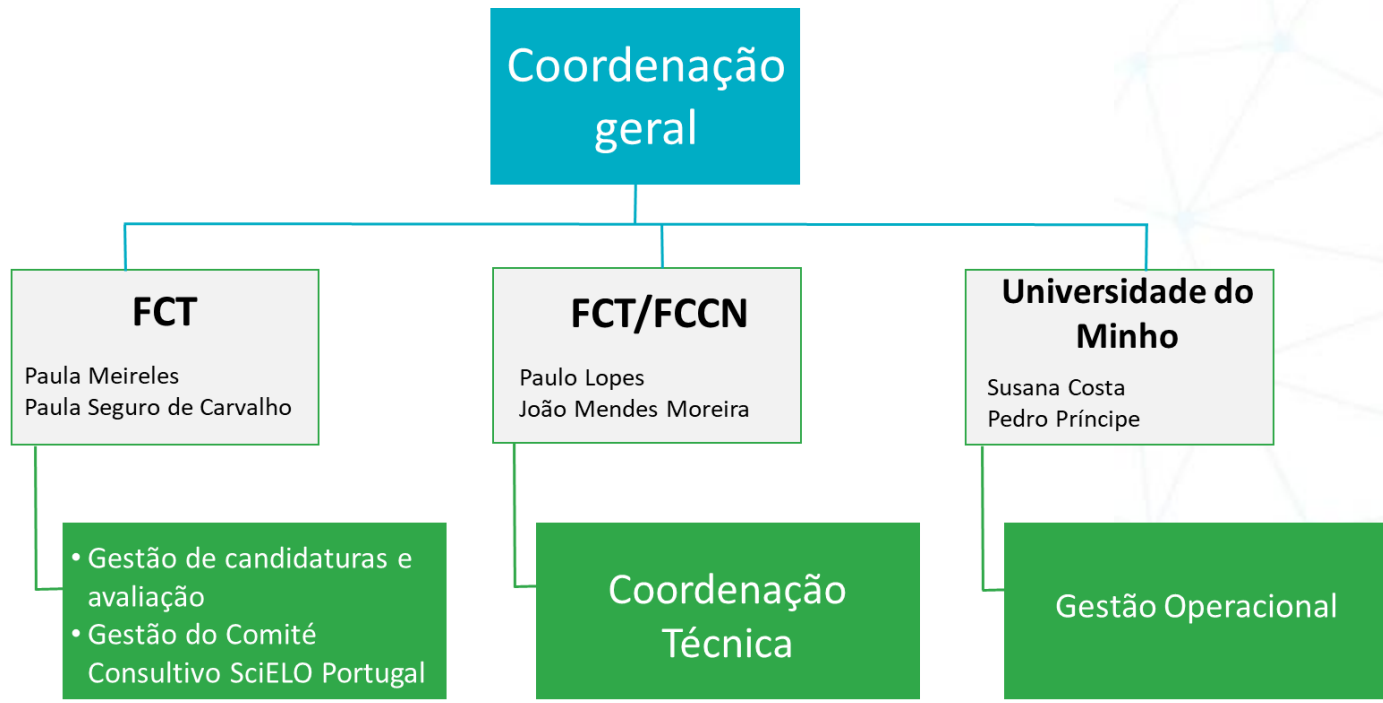 Coordenação
geral
FCT
Paula Meireles
Paula Seguro de Carvalho
FCT/FCCN
Paulo Lopes
João Mendes Moreira
Universidade do
Minho
Susana Costa
Pedro Príncipe
• Gestão de candidaturas e
avaliação
• Gestão do Comité
Consultivo SciELO Portugal
Coordenação
Técnica
Gestão Operacional